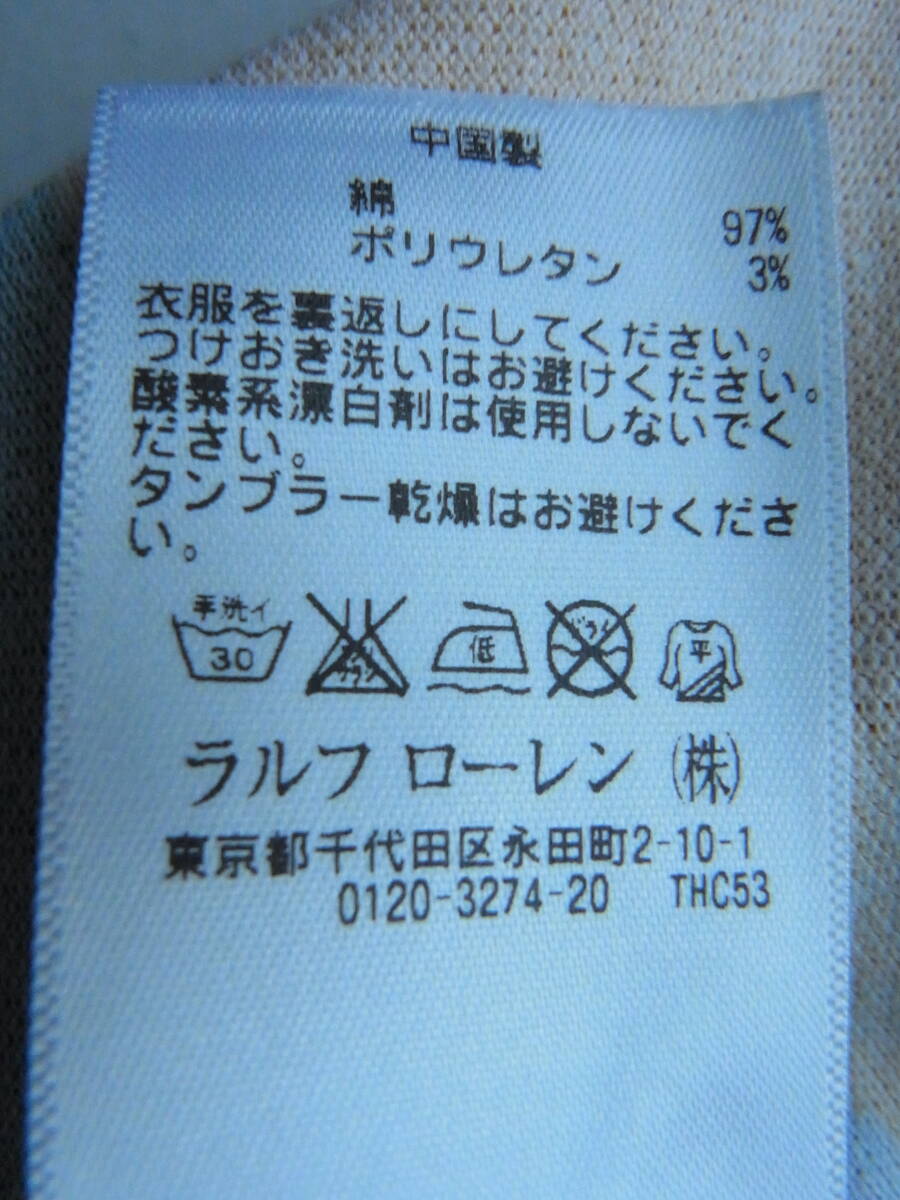 中国製
綿 97%
ポリウレタン 3%
衣服を裏返しにしてください。
つけおき洗いはお避けください。
酸素系漂白剤は使用しないでく
ださい。
タンブラー乾燥はお避けくださ
い。
手洗イ
30
低
平
ラルフ ローレン ㈱
東京都千代田区永田町2-10-1
0120-3274-20 THC53